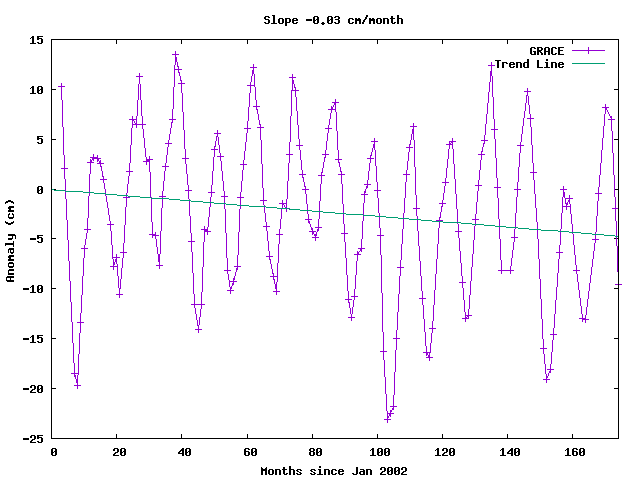 Slope -0.03 cm/month
GRACE
Trend Line
15
10
5
0
-5
-10
-15
-20
-25
Anomaly (cm)
0 20 40 60 80 100 120 140 160
Months since Jan 2002